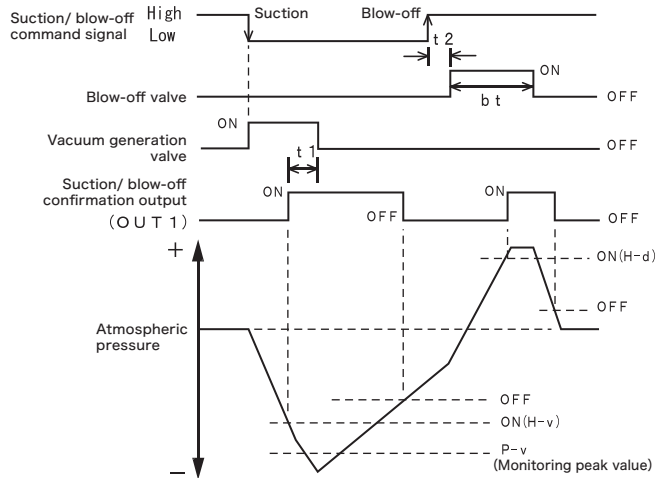 Suction/ blow-off
command signal
High
Low
Suction
Blow-off
t 2
Blow-off valve
ON
b t
OFF
Vacuum generation
valve
ON
OFF
t 1
Suction/ blow-off
confirmation output
(OUT1)
ON
OFF
ON
OFF
+
ON(H-d)
OFF
Atmospheric
pressure
OFF
ON(H-v)
P-v
(Monitoring peak value)
−